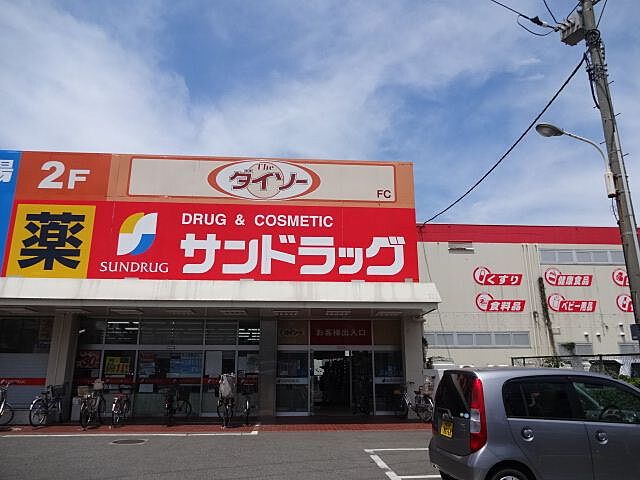 場
2F
The
ダイソー
FC
薬
SUNDRUG
DRUG & COSMETIC
サンドラッグ
くすり
健康食品
食料品
ベビー用品
お客様出入口